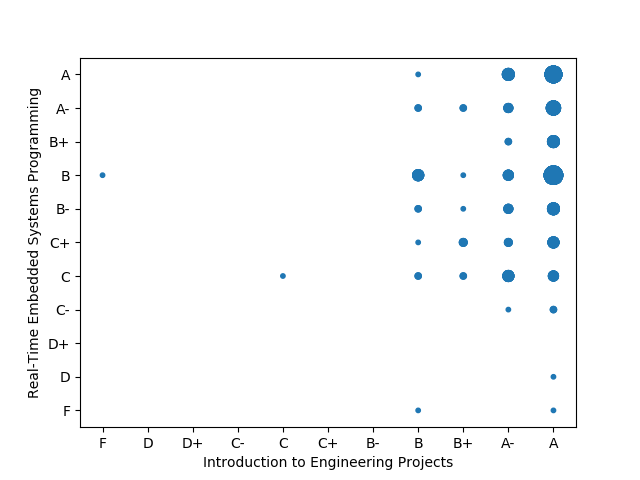 Real-Time Embedded Systems Programming
A
A-
B+
B
B-
C+
C
C-
D+
D
F
F D D+ C- C C+ B- B B+ A- A
Introduction to Engineering Projects